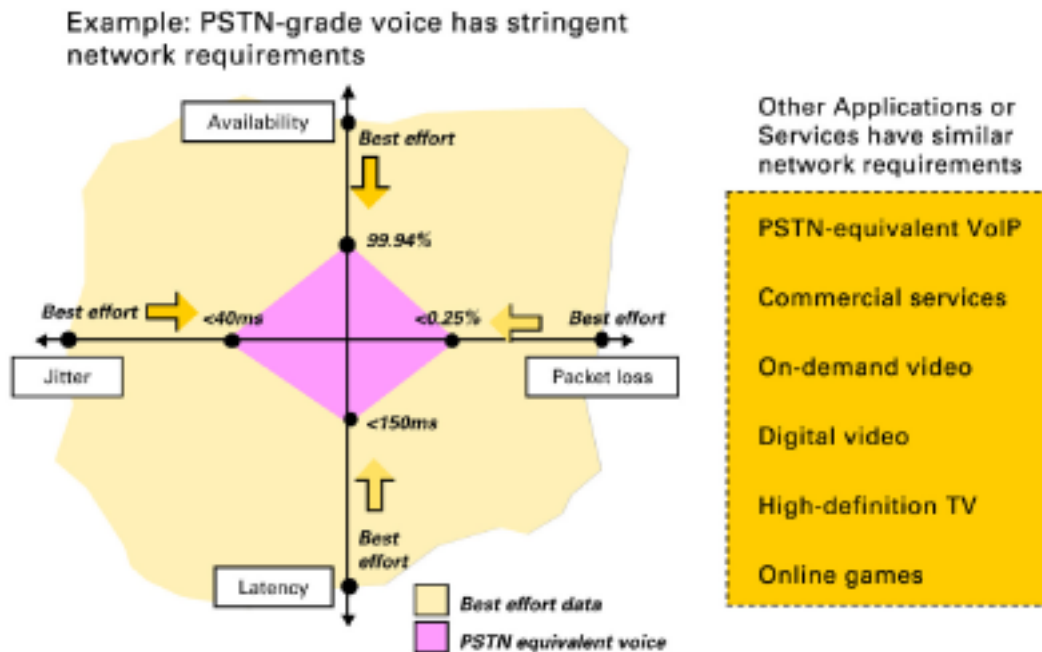 Example: PSTN-grade voice has stringent
network requirements
Availability
Best effort
99.94%
Best effort
<40ms
<0.25%
Best effort
Jitter
Packet loss
<150ms
Best
effort
Latency
Best effort data
PSTN equivalent voice
Other Applications or
Services have similar
network requirements
PSTN-equivalent VoIP
Commercial services
On-demand video
Digital video
High-definition TV
Online games